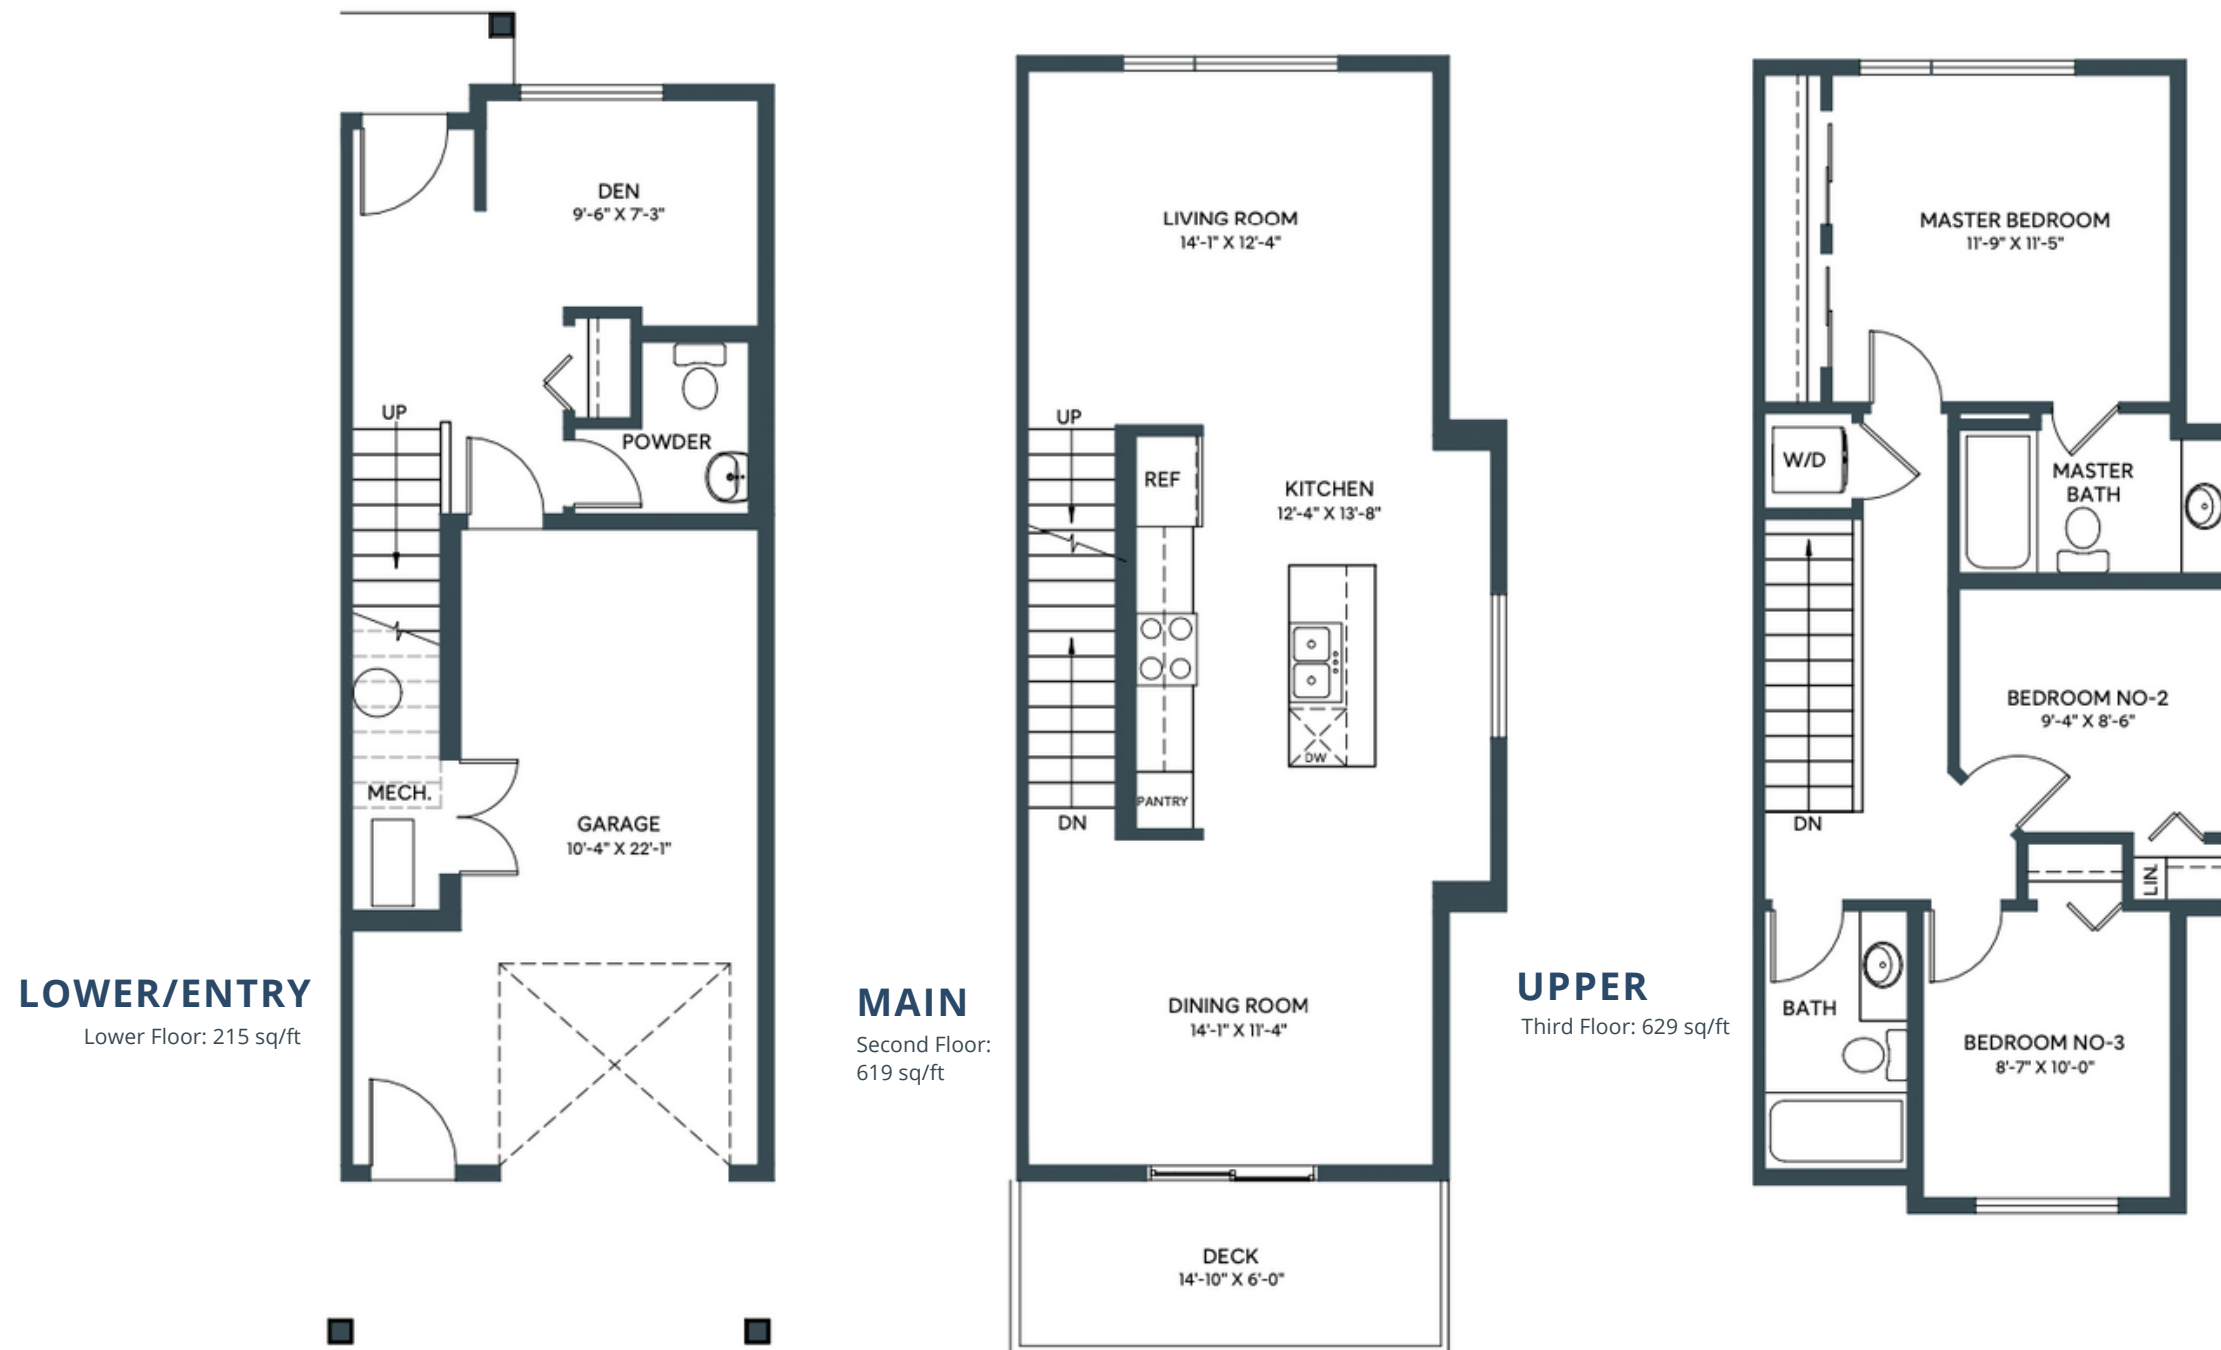 DEN
9'-6" X 7'-3"
UP
POWDER
MECH.
GARAGE
10'-4" X 22'-1"
LOWER/ENTRY
Lower Floor: 215 sq/ft
LIVING ROOM
14'-1" X 12'-4"
UP
REF
KITCHEN
12'-4" X 13'-8"
DW
PANTRY
DN
DINING ROOM
14'-1" X 11'-4"
MAIN
Second Floor:
619 sq/ft
DECK
14'-10" X 6'-0"
MASTER BEDROOM
11'-9" X 11'-5"
W/D
MASTER
BATH
BEDROOM NO-2
9'-4" X 8'-6"
DN
LIN.
UPPER
Third Floor: 629 sq/ft
BATH
BEDROOM NO-3
8'-7" X 10'-0"